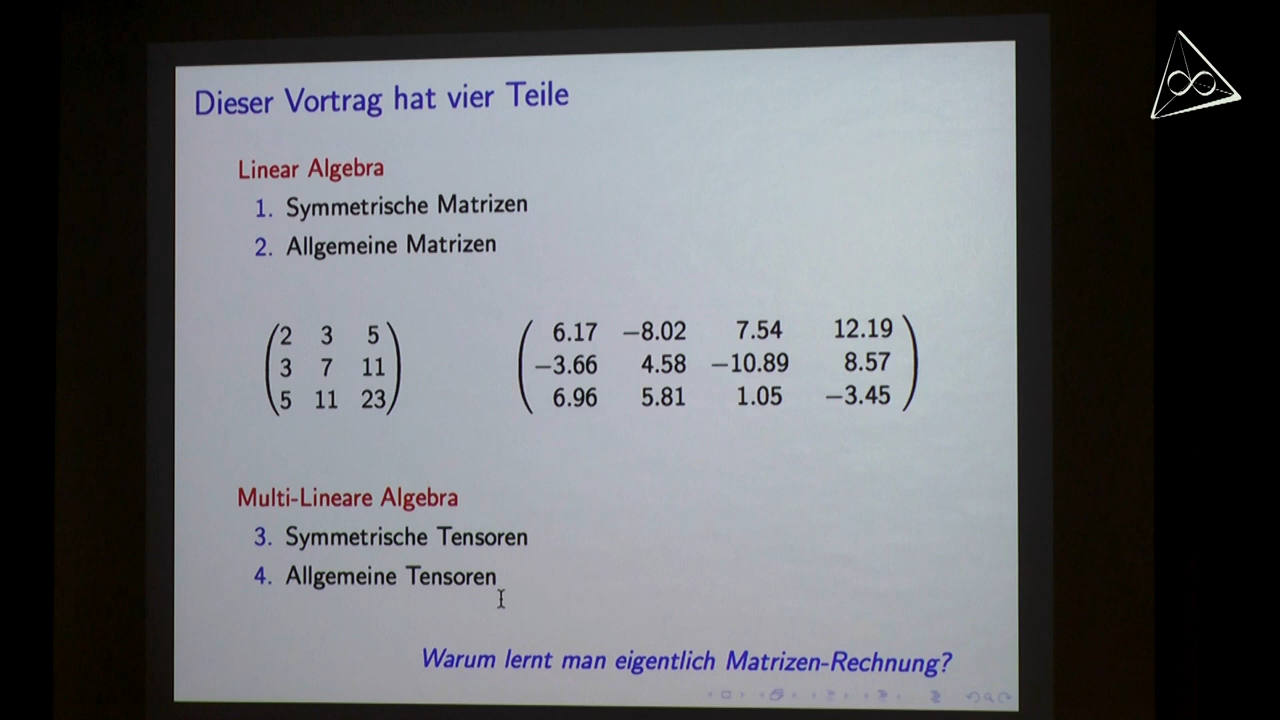 Dieser Vortrag hat vier Teile
Linear Algebra
1. Symmetrische Matrizen
2. Allgemeine Matrizen
2 3 5 6.17 −8.02 7.54 12.19
3 7 11 −3.66 4.58 −10.89 8.57
5 11 23 6.96 5.81 1.05 −3.45
Multi-Lineare Algebra
3. Symmetrische Tensoren
4. Allgemeine Tensoren
Warum lernt man eigentlich Matrizen-Rechnung?